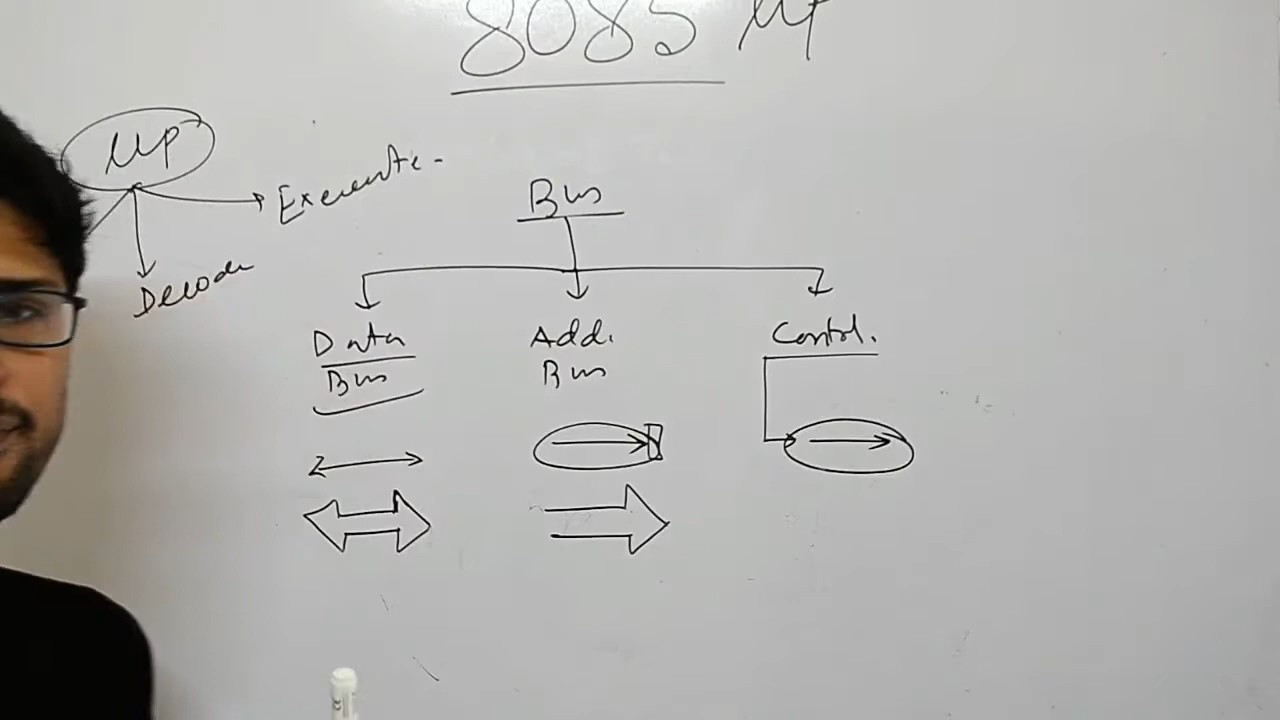 8085 μp
μp
Execute -
Decode
Bus
Data
Bus
Add.
Bus
Control.